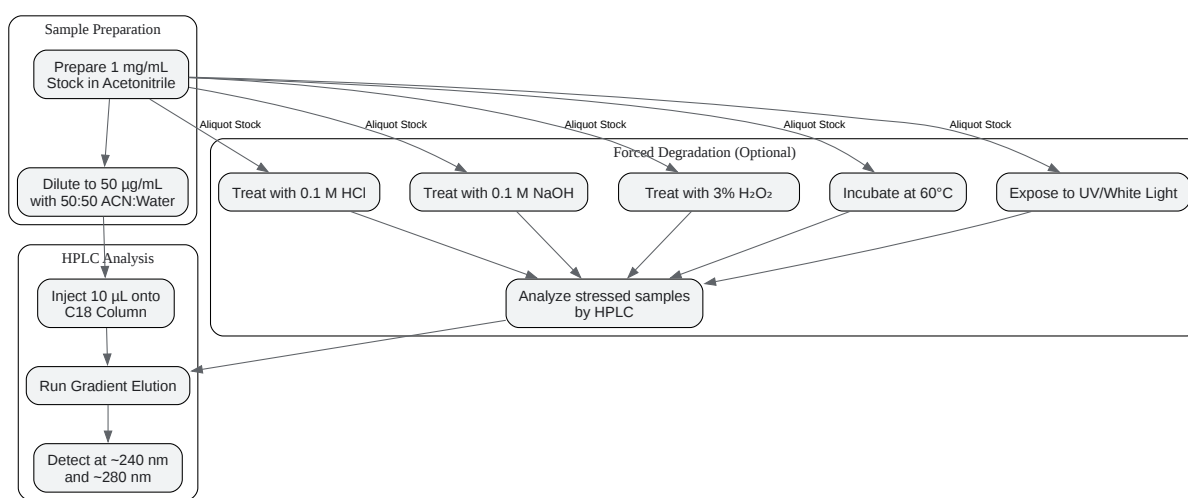 Sample Preparation
Prepare 1 mg/mL
Stock in Acetonitrile
Aliquot Stock
Aliquot Stock
Aliquot Stock
Aliquot Stock
Aliquot Stock
Forced Degradation (Optional)
Dilute to 50 µg/mL
with 50:50 ACN:Water
Treat with 0.1 M HCl
Treat with 0.1 M NaOH
Treat with 3% H₂O₂
Incubate at 60°C
Expose to UV/White Light
HPLC Analysis
Inject 10 µL onto
C18 Column
Analyze stressed samples
by HPLC
Run Gradient Elution
Detect at ~240 nm
and ~280 nm